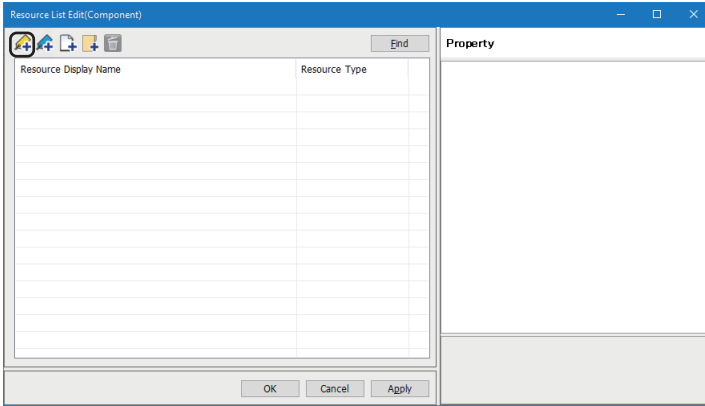 Resource List Edit(Component)
Find
Property
Resource Display Name
Resource Type
OK
Cancel
Apply